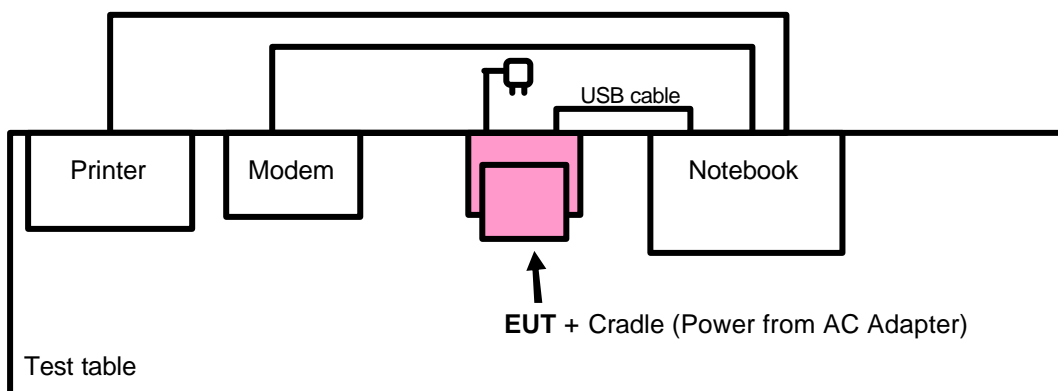 USB cable
Printer
Modem
Notebook
EUT + Cradle (Power from AC Adapter)
Test table